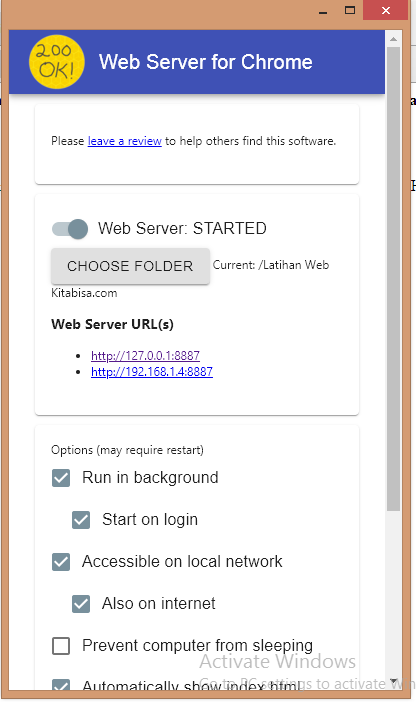 200 OK!
Web Server for Chrome
Please leave a review to help others find this software.
Web Server: STARTED
CHOOSE FOLDER Current: /Latihan Web
Kitabisa.com
Web Server URL(s)
http://127.0.0.1:8887
http://192.168.1.4:8887
Options (may require restart)
Run in background
Start on login
Accessible on local network
Also on internet
Prevent computer from sleeping
Activate Windows
Go to PC settings to activate Win
Automatically show index.html